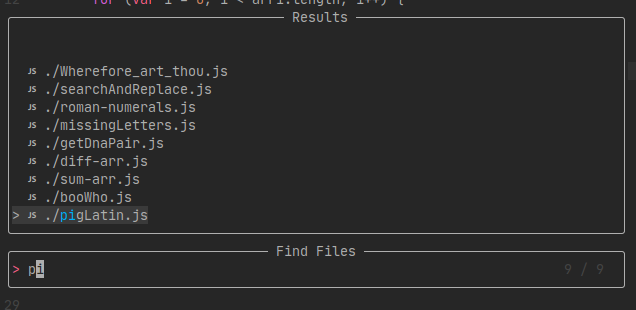 12 for (var i = 0; i < arr1.length; i++) {
Results
JS ./Wherefore_art_thou.js
JS ./searchAndReplace.js
JS ./roman-numerals.js
JS ./missingLetters.js
JS ./getDnaPair.js
JS ./diff-arr.js
JS ./sum-arr.js
JS ./booWho.js
> JS ./pigLatin.js
Find Files
> pi 9 / 9
29